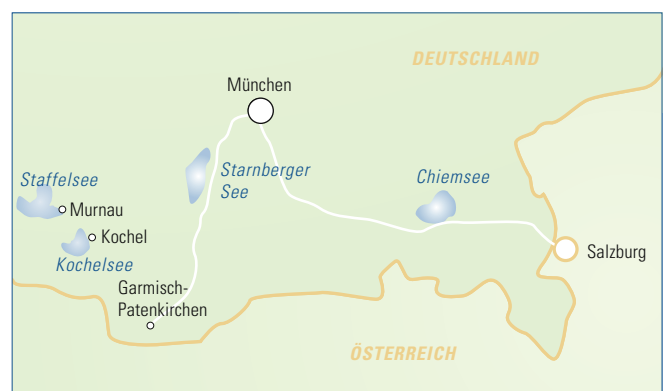 DEUTSCHLAND
München
Staffelsee
Starnberger
See
Chiemsee
Murnau
Kochel
Kochelsee
Salzburg
Garmisch-
Patenkirchen
ÖSTERREICH